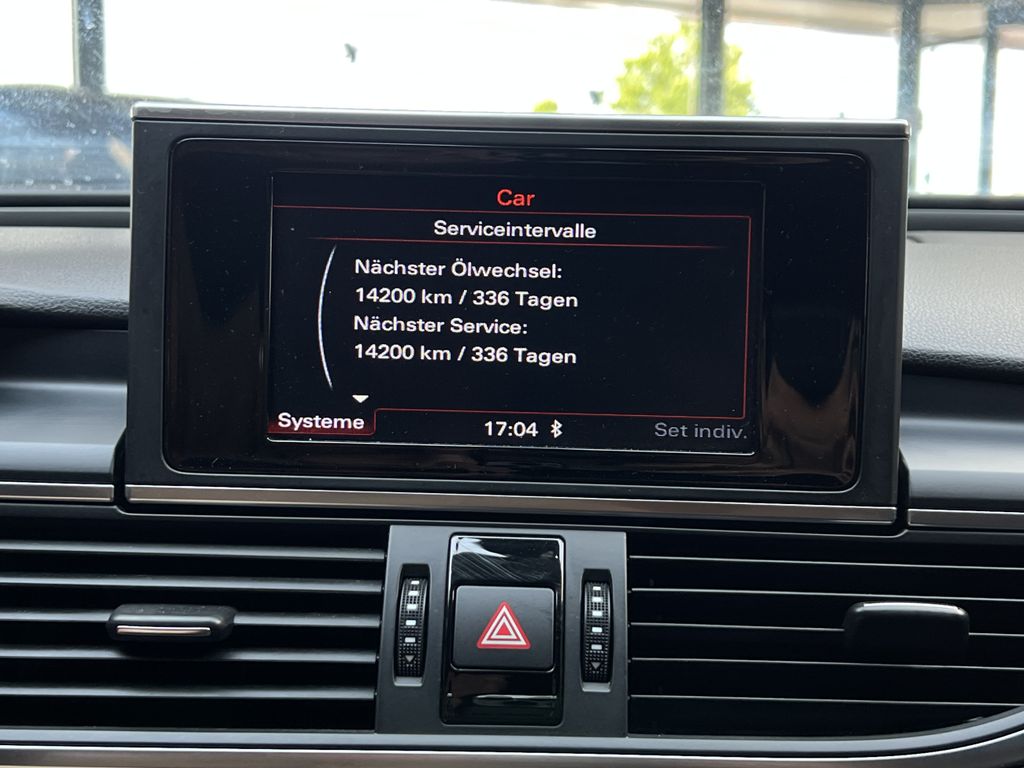 Car
Serviceintervalle
Nächster Ölwechsel:
14200 km / 336 Tagen
Nächster Service:
14200 km / 336 Tagen
Systeme 17:04 Set indiv.